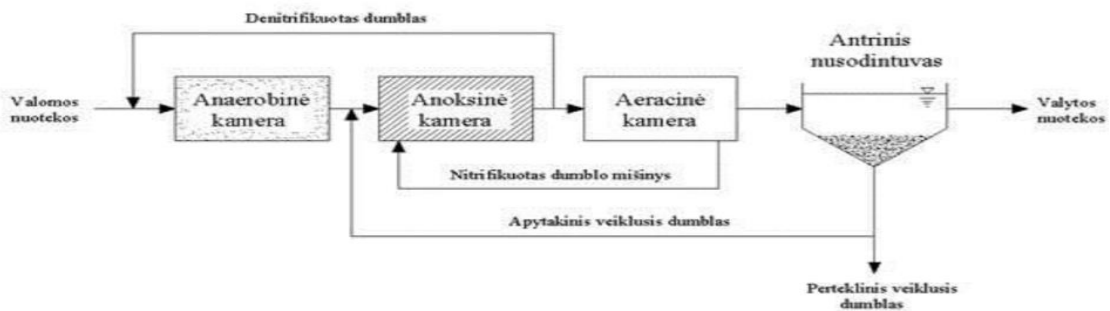 Denitrifikuotas dumblas
Antrinis
nusodintuvas
Valomos
nuotekos
Anaerobinė
kamera
Anoksinė
kamera
Aeracinė
kamera
Valytos
nuotekos
Nitrifikuotas dumblo mišinys
Apytakinis veiklusis dumblas
Perteklinis veiklusis
dumblas